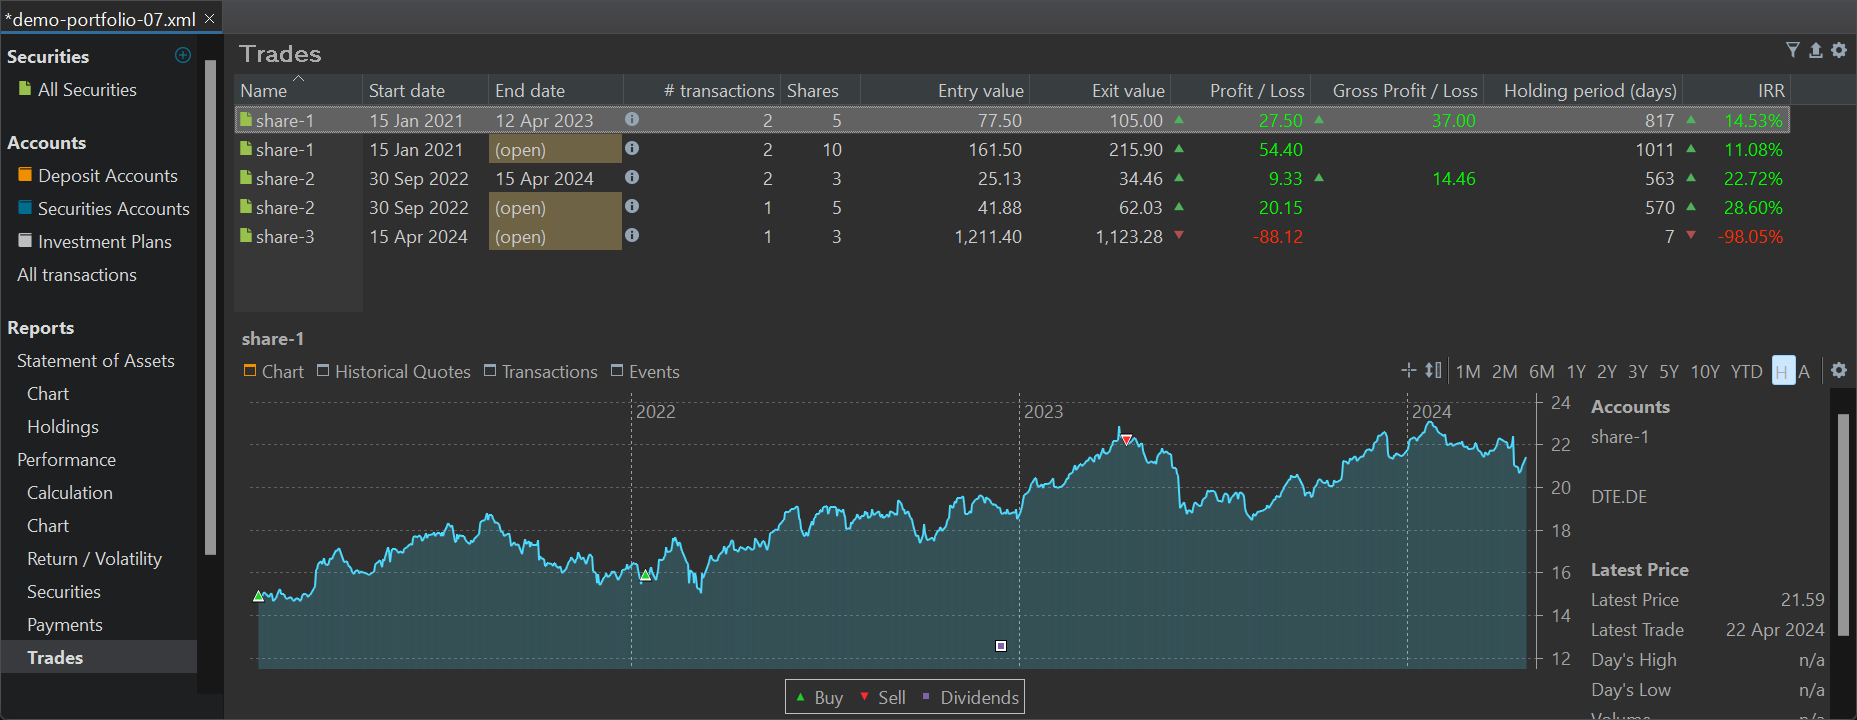 *demo-portfolio-07.xml
Securities
All Securities
Accounts
Deposit Accounts
Securities Accounts
Investment Plans
All transactions
Reports
Statement of Assets
Chart
Holdings
Performance
Calculation
Chart
Return / Volatility
Securities
Payments
Trades
Trades
Name Start date End date # transactions Shares Entry value Exit value Profit / Loss Gross Profit / Loss Holding period (days) IRR
share-1 15 Jan 2021 12 Apr 2023 2 5 77.50 105.00 27.50 37.00 817 14.53%
share-1 15 Jan 2021 (open) 2 10 161.50 215.90 54.40 1011 11.08%
share-2 30 Sep 2022 15 Apr 2024 2 3 25.13 34.46 9.33 14.46 563 22.72%
share-2 30 Sep 2022 (open) 1 5 41.88 62.03 20.15 570 28.60%
share-3 15 Apr 2024 (open) 1 3 1,211.40 1,123.28 -88.12 7 -98.05%
share-1
Chart Historical Quotes Transactions Events
1M 2M 6M 1Y 2Y 3Y 5Y 10Y YTD H A
2022 2023 2024
24
22
20
18
16
14
12
Buy Sell Dividends
Accounts
share-1
DTE.DE
Latest Price
Latest Price 21.59
Latest Trade 22 Apr 2024
Day's High n/a
Day's Low n/a
Volume n/a